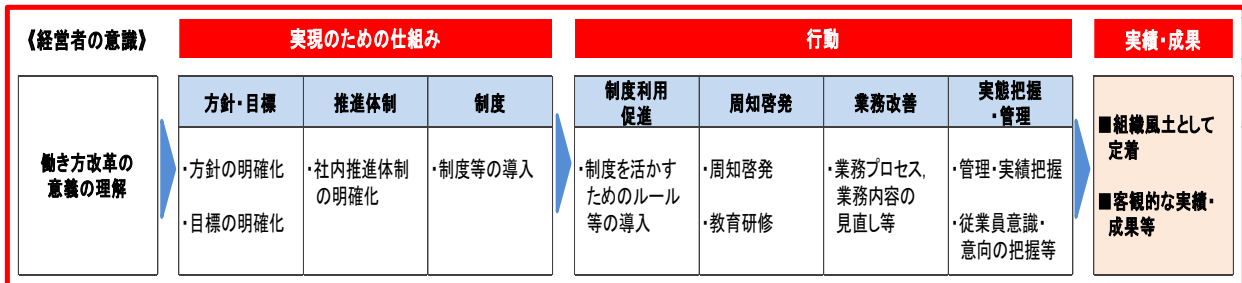 《経営者の意識》
実現のための仕組み
行動
実績・成果
働き方改革の
意義の理解
方針・目標
・方針の明確化
・目標の明確化
推進体制
・社内推進体制
の明確化
制度
・制度等の導入
制度利用
促進
・制度を活かす
ためのルール
等の導入
周知啓発
・周知啓発
・教育研修
業務改善
・業務プロセス,
業務内容の
見直し等
実態把握
・管理
・管理・実績把握
・従業員意識・
意向の把握等
■組織風土として
定着
■客観的な実績・
成果等